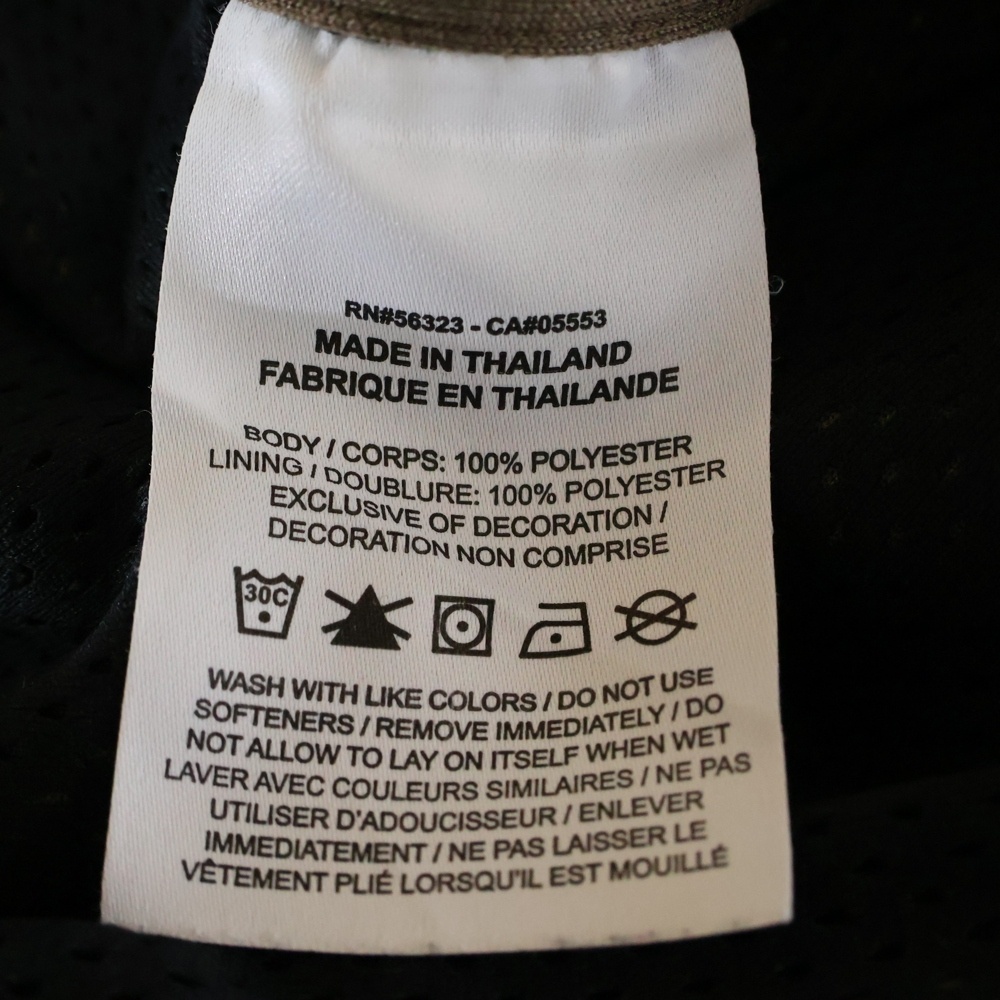 RN#56323 - CA#05553
MADE IN THAILAND
FABRIQUE EN THAILANDE
BODY / CORPS: 100% POLYESTER
LINING / DOUBLURE: 100% POLYESTER
EXCLUSIVE OF DECORATION /
DECORATION NON COMPRISE
30C
WASH WITH LIKE COLORS / DO NOT USE
SOFTENERS / REMOVE IMMEDIATELY / DO
NOT ALLOW TO LAY ON ITSELF WHEN WET
LAVER AVEC COULEURS SIMILAIRES / NE PAS
UTILISER D'ADOUCISSEUR / ENLEVER
IMMEDIATEMENT / NE PAS LAISSER LE
VÊTEMENT PLIÉ LORSQU'IL EST MOUILLÉ